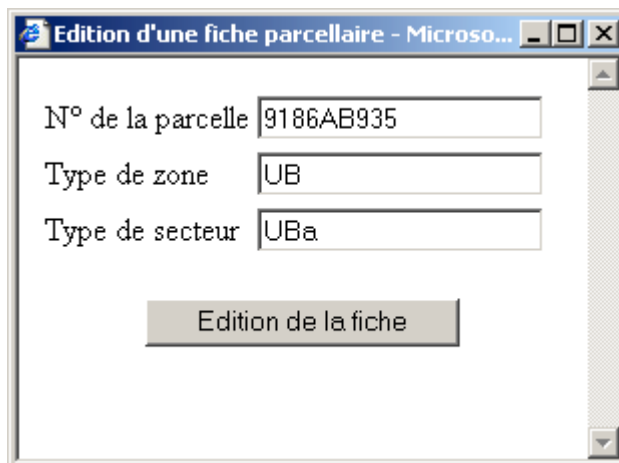 Edition d'une fiche parcellaire - Microso...
N° de la parcelle 9186AB935
Type de zone UB
Type de secteur UBa
Edition de la fiche